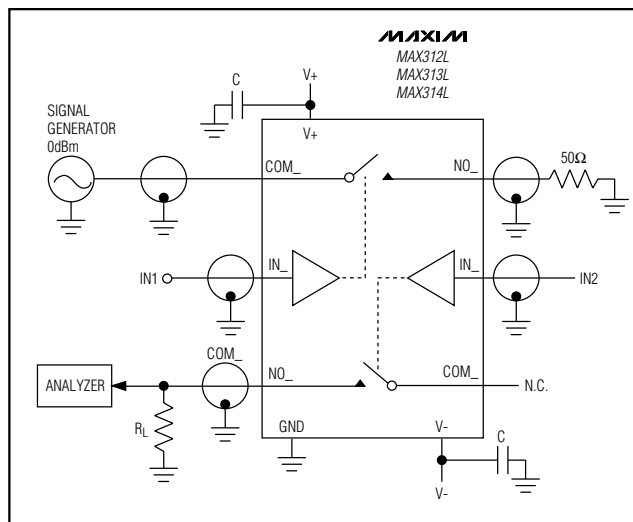 MAXIM
MAX312L
MAX313L
MAX314L
V+
C
V+
SIGNAL
GENERATOR
0dBm
COM_
NO_
50Ω
IN1
IN_
IN_
IN2
COM_
NO_
COM_
N.C.
ANALYZER
RL
GND
V-
C
V-